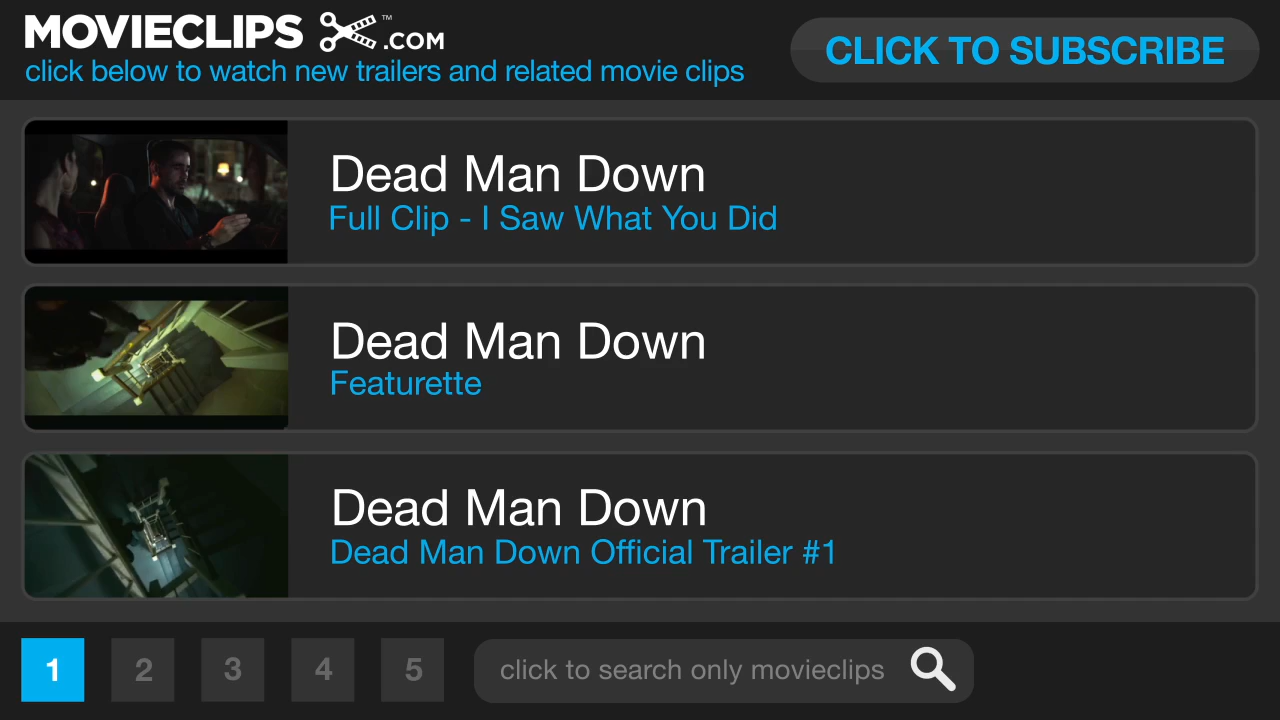 MOVIECLIPS ™ .COM
click below to watch new trailers and related movie clips
CLICK TO SUBSCRIBE
Dead Man Down
Full Clip - I Saw What You Did
Dead Man Down
Featurette
Dead Man Down
Dead Man Down Official Trailer #1
1 2 3 4 5
click to search only movieclips